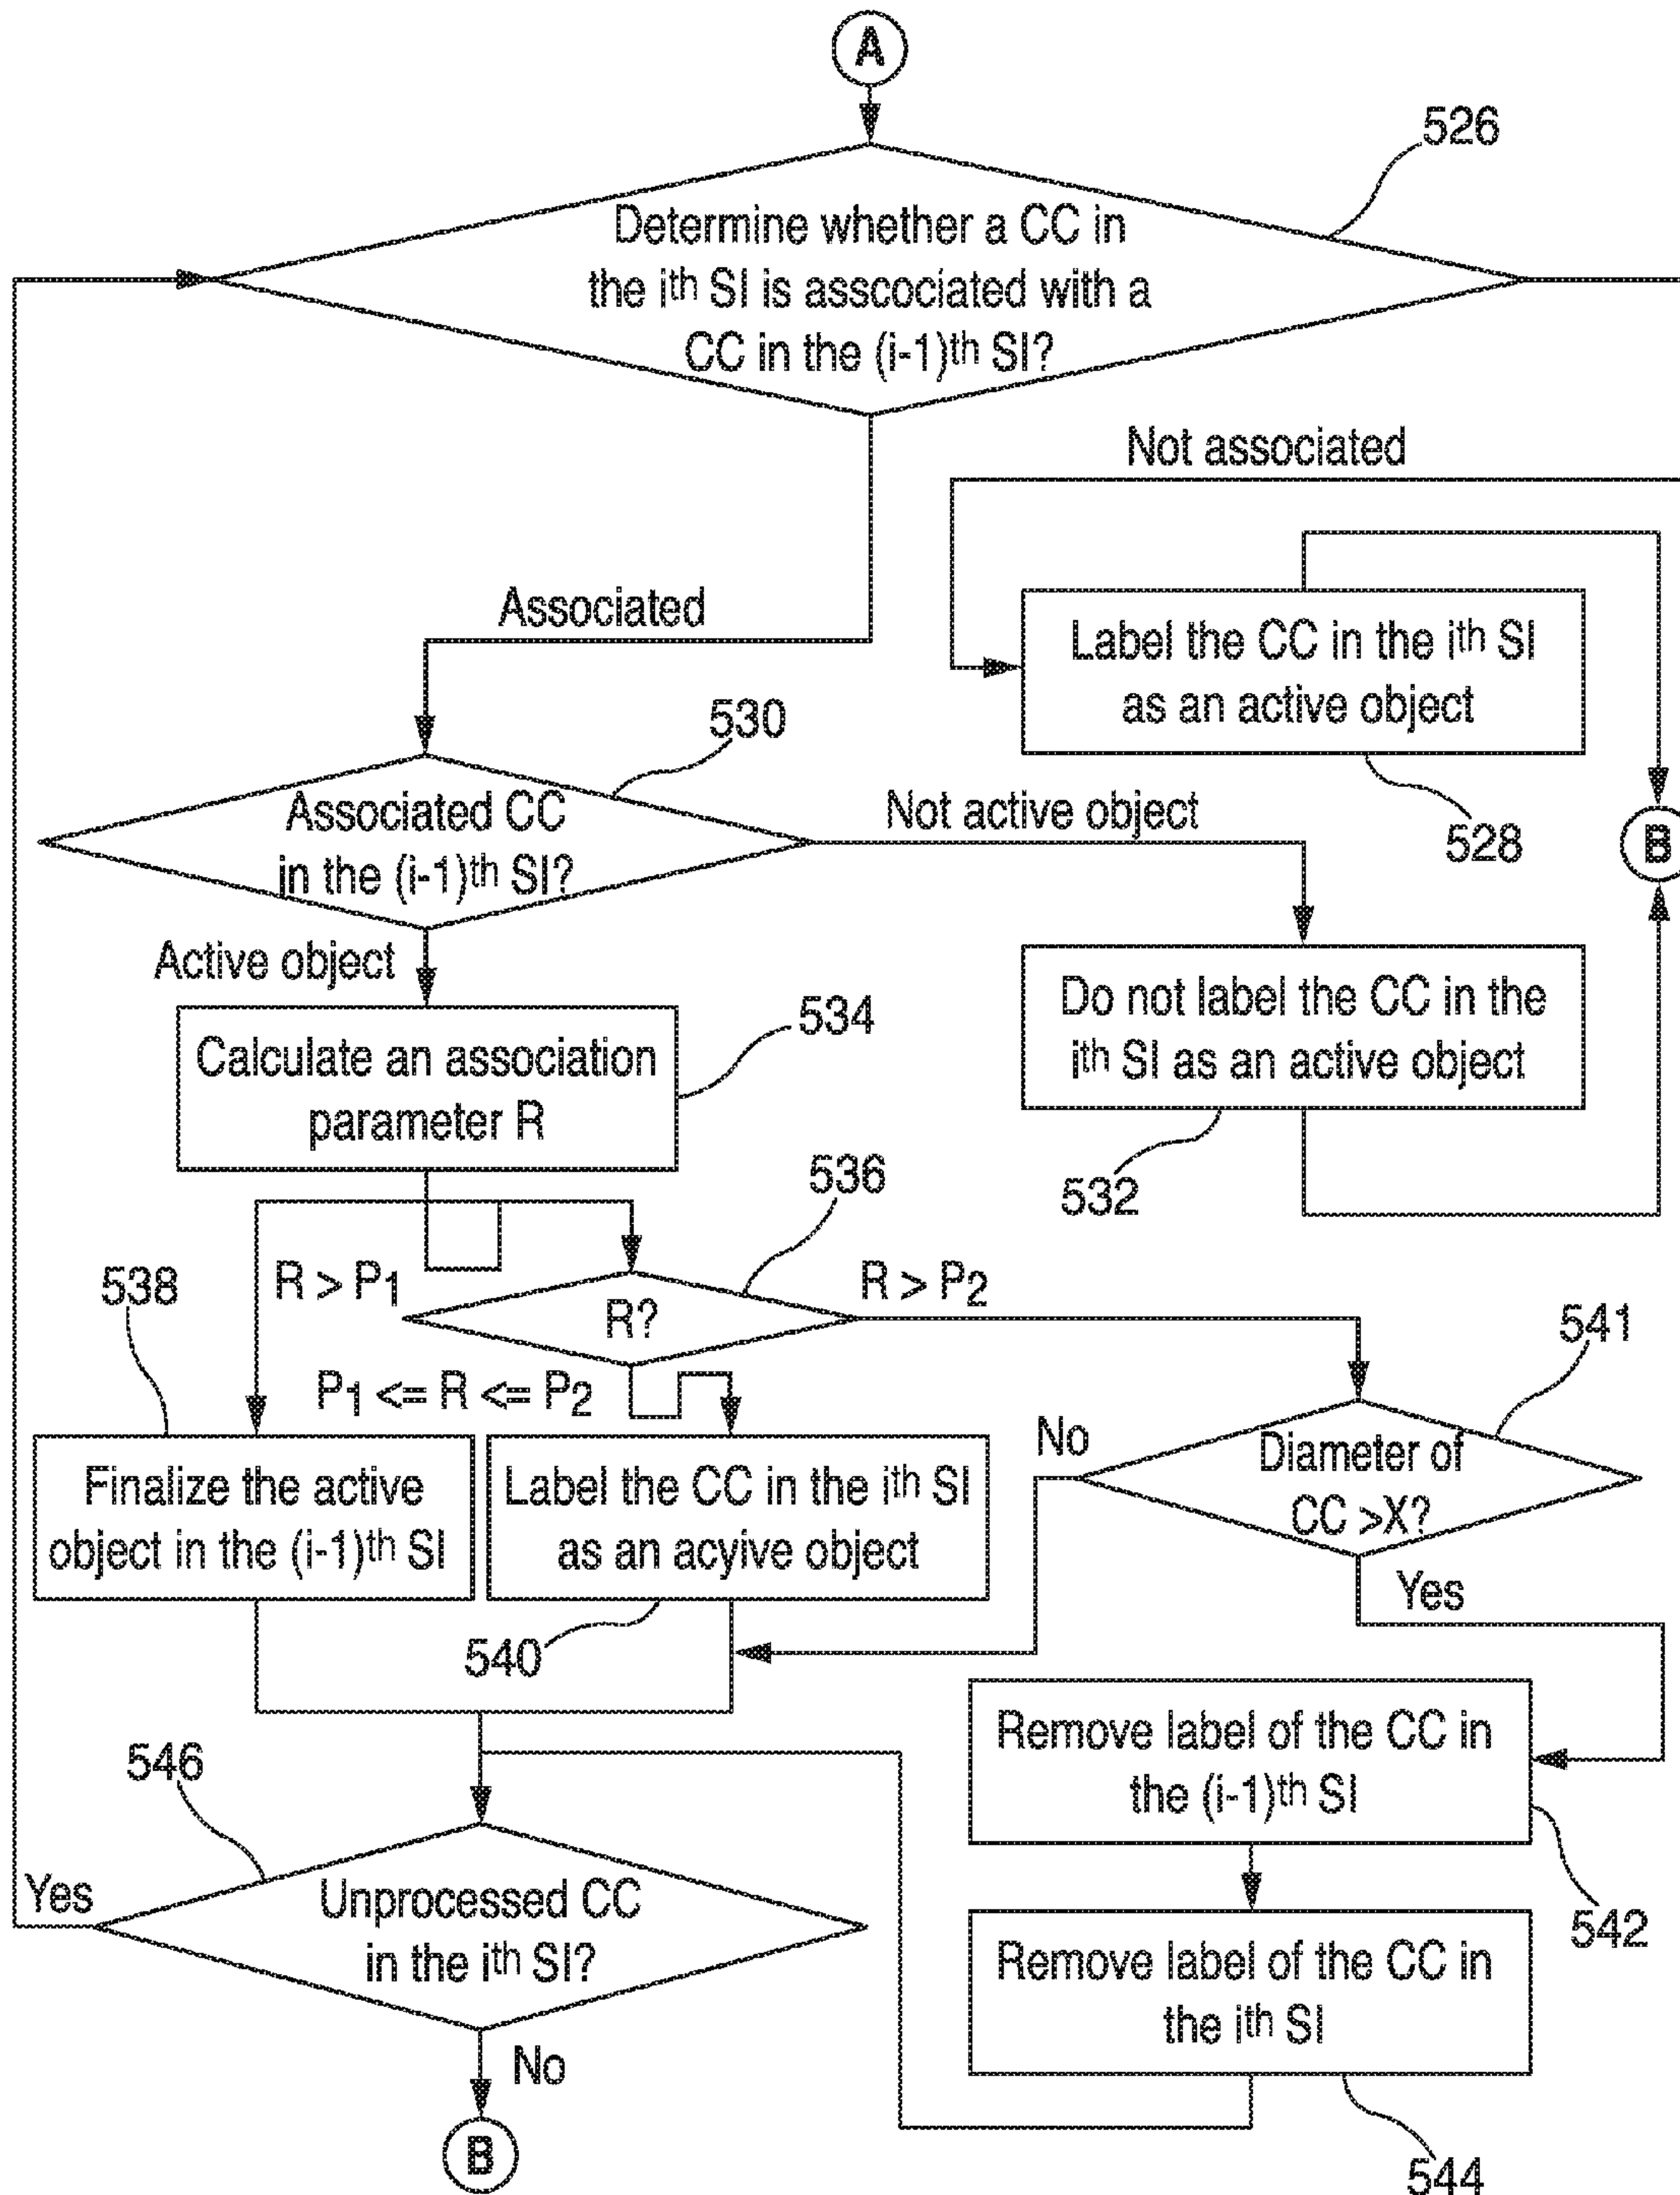 A
526
Determine whether a CC in
the ith SI is asscociated with a
CC in the (i-1)th SI?
Not associated
Associated
Label the CC in the ith SI
as an active object
528
B
530
Associated CC
in the (i-1)th SI?
Not active object
Active object
Do not label the CC in the
ith SI as an active object
532
534
Calculate an association
parameter R
536
R > P1
R?
R > P2
538
P1 <= R <= P2
541
Finalize the active
object in the (i-1)th SI
Label the CC in the ith SI
as an acyive object
540
No
Diameter of
CC >X?
Yes
Remove label of the CC in
the (i-1)th SI
542
546
Yes
Unprocessed CC
in the ith SI?
Remove label of the CC in
the ith SI
544
No
B